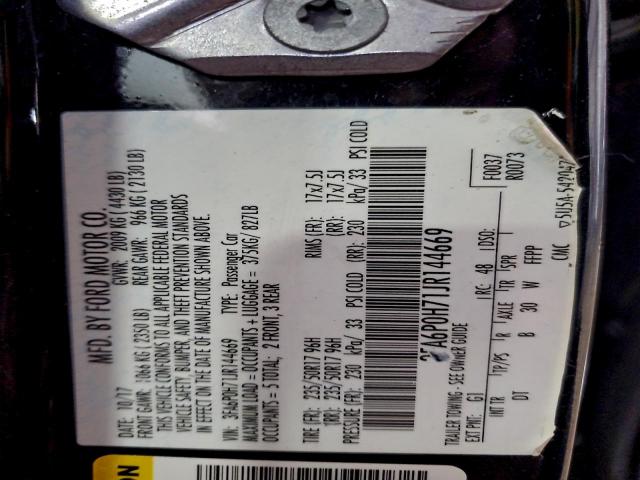 MFD. BY FORD MOTOR CO.
DATE: 10/17 GVWR: 2009 KG ( 4430 LB)
FRONT GAWR: 1066 KG ( 2350 LB) REAR GAWR: 966 KG ( 2130 LB)
THIS VEHICLE CONFORMS TO ALL APPLICABLE FEDERAL MOTOR
VEHICLE SAFETY, BUMPER, AND THEFT PREVENTION STANDARDS
IN EFFECT ON THE DATE OF MANUFACTURE SHOWN ABOVE.
VIN: 3FA6P0H71JR144669 TYPE: Passenger Car
MAXIMUM LOAD = OCCUPANTS + LUGGAGE = 375KG/ 827LB
OCCUPANTS = 5 TOTAL; 2 FRONT, 3 REAR
TIRE (FR): 235/50R17 96H RIMS (FR): 17x7.5J
(RR): 235/50R17 96H (RR): 17x7.5J
PRESSURE (FR): 230 kPa/ 33 PSI COLD (RR): 230 kPa/ 33 PSI COLD
3FA6P0H71JR144669
TRAILER TOWING - SEE OWNER GUIDE F0037
EXT PNT: G1 RC: 48 DSO: R0073
INT TR TP/PS R AXLE TR SPR
DT B 30 W FFPP
CMC ▽5U5A-5420472
ON